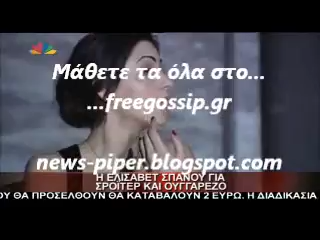 Μάθετε τα όλα στο...
...freegossip.gr
news-piper.blogspot.com
Η ΕΛΙΣΑΒΕΤ ΣΠΑΝΟΥ ΓΙΑ
ΣΡΟΙΤΕΡ ΚΑΙ ΟΥΓΓΑΡΕΖΟ
ΟΥ ΘΑ ΠΡΟΣΕΛΘΟΥΝ ΘΑ ΚΑΤΑΒΑΛΟΥΝ 2 ΕΥΡΩ. Η ΔΙΑΔΙΚΑΣΙΑ